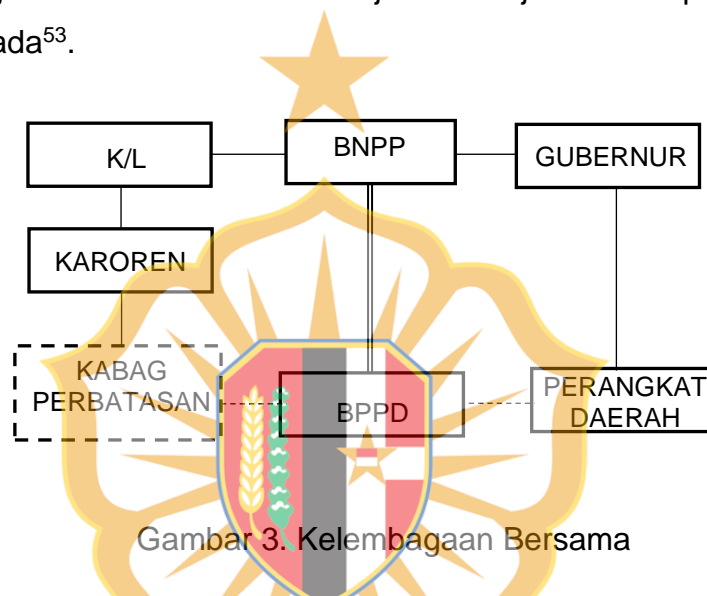 ada⁵³.
K/L
BNPP
GUBERNUR
KAROREN
KABAG
PERBATASAN
BPPD
PERANGKAT
DAERAH
Gambar 3. Kelembagaan Bersama